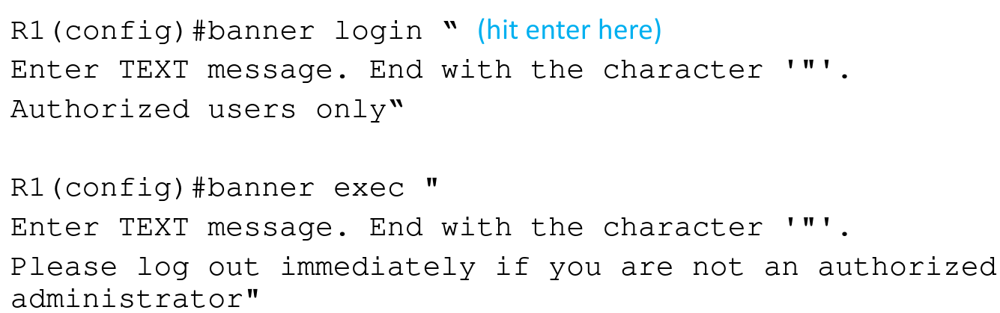 R1(config)#banner login “ (hit enter here)
Enter TEXT message. End with the character '"'.
Authorized users only“
R1(config)#banner exec "
Enter TEXT message. End with the character '"'.
Please log out immediately if you are not an authorized
administrator"